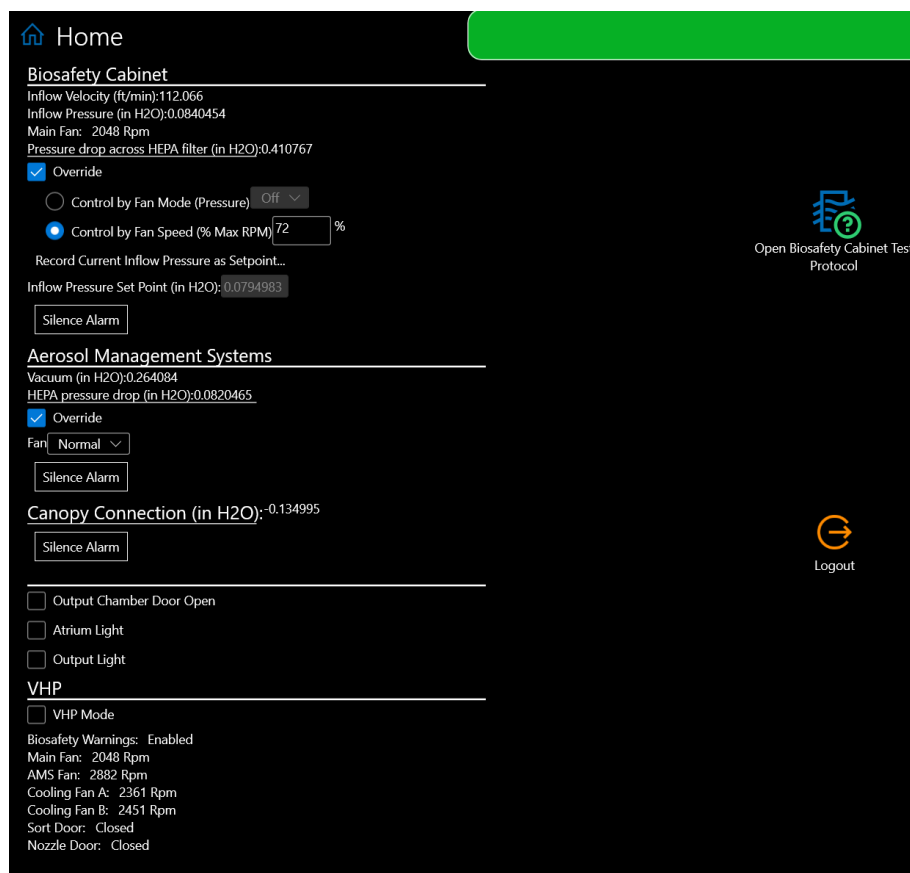 Home
Biosafety Cabinet
Inflow Velocity (ft/min):112.066
Inflow Pressure (in H2O):0.0840454
Main Fan: 2048 Rpm
Pressure drop across HEPA filter (in H2O):0.410767
Override
Control by Fan Mode (Pressure) Off
Control by Fan Speed (% Max RPM) 72 %
Record Current Inflow Pressure as Setpoint...
Inflow Pressure Set Point (in H2O): 0.0794983
Silence Alarm
Aerosol Management Systems
Vacuum (in H2O):0.264084
HEPA pressure drop (in H2O):0.0820465
Override
Fan Normal
Silence Alarm
Canopy Connection (in H2O):-0.134995
Silence Alarm
Output Chamber Door Open
Atrium Light
Output Light
VHP
VHP Mode
Biosafety Warnings: Enabled
Main Fan: 2048 Rpm
AMS Fan: 2882 Rpm
Cooling Fan A: 2361 Rpm
Cooling Fan B: 2451 Rpm
Sort Door: Closed
Nozzle Door: Closed
Open Biosafety Cabinet Test
Protocol
Logout